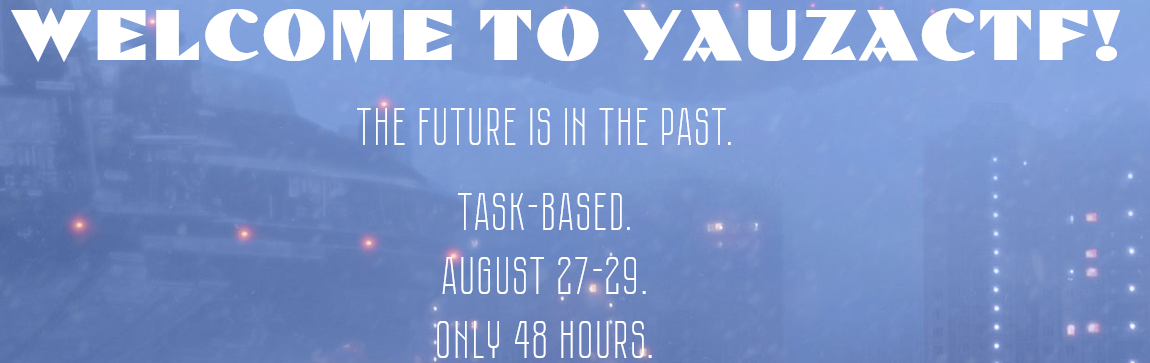 WELCOME TO YAUZACTF!
THE FUTURE IS IN THE PAST.
TASK-BASED.
AUGUST 27-29.
ONLY 48 HOURS.